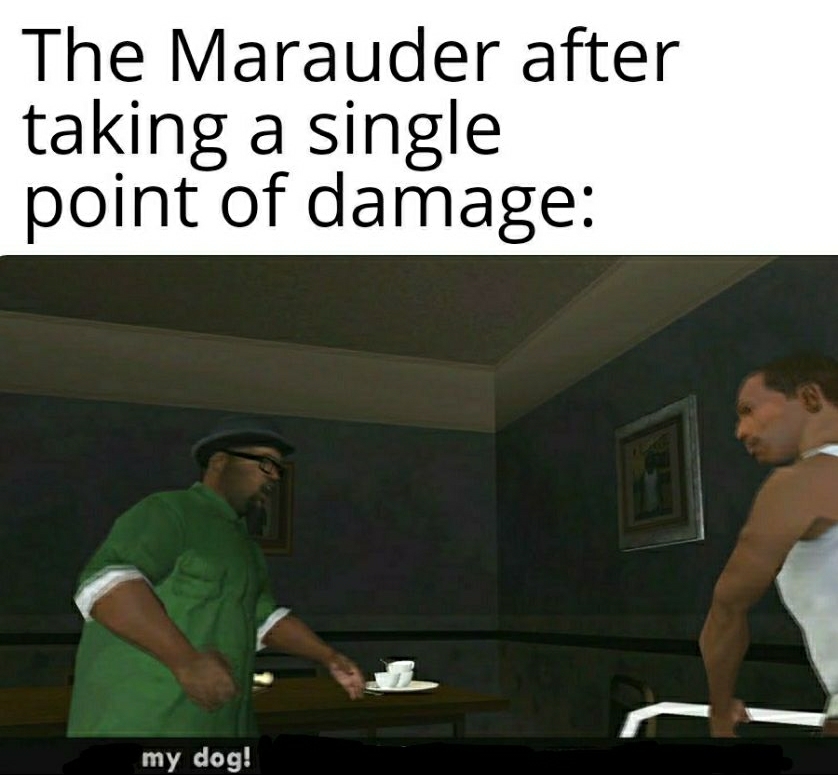 The Marauder after
taking a single
point of damage:
my dog!